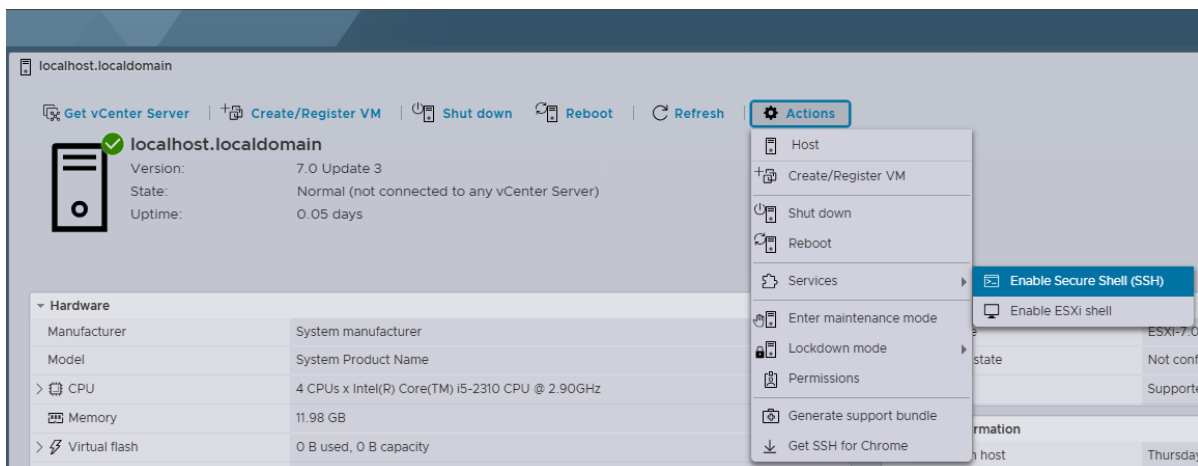 localhost.localdomain
Get vCenter Server Create/Register VM Shut down Reboot Refresh Actions
localhost.localdomain
Version: 7.0 Update 3
State: Normal (not connected to any vCenter Server)
Uptime: 0.05 days
Host
Create/Register VM
Shut down
Reboot
Services
Enable Secure Shell (SSH)
Enable ESXi shell
Enter maintenance mode
Lockdown mode
Permissions
Generate support bundle
Get SSH for Chrome
Hardware
Manufacturer System manufacturer
Model System Product Name
CPU 4 CPUs x Intel(R) Core(TM) i5-2310 CPU @ 2.90GHz
Memory 11.98 GB
Virtual flash 0 B used, 0 B capacity
ESXi-7.0
state Not conf
Supporte
rmation
host Thursday